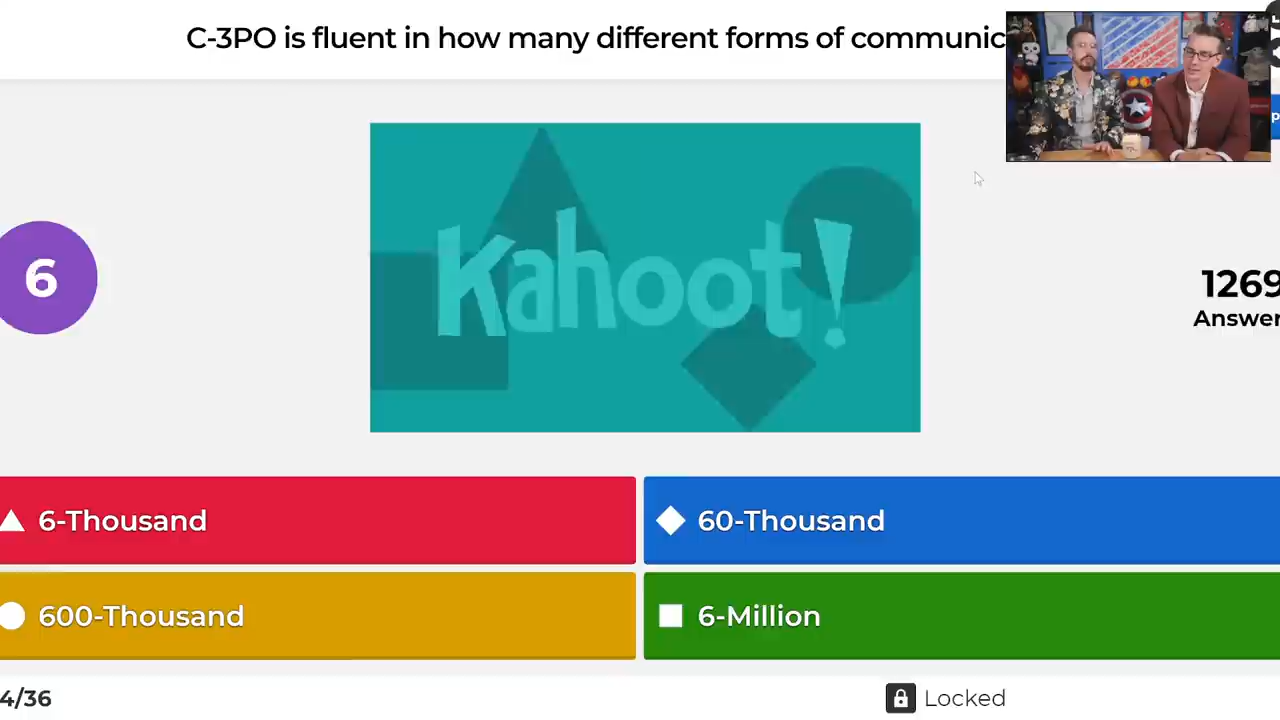 C-3PO is fluent in how many different forms of communic
6
Kahoot!
1269
Answer
6-Thousand
60-Thousand
600-Thousand
6-Million
4/36
Locked